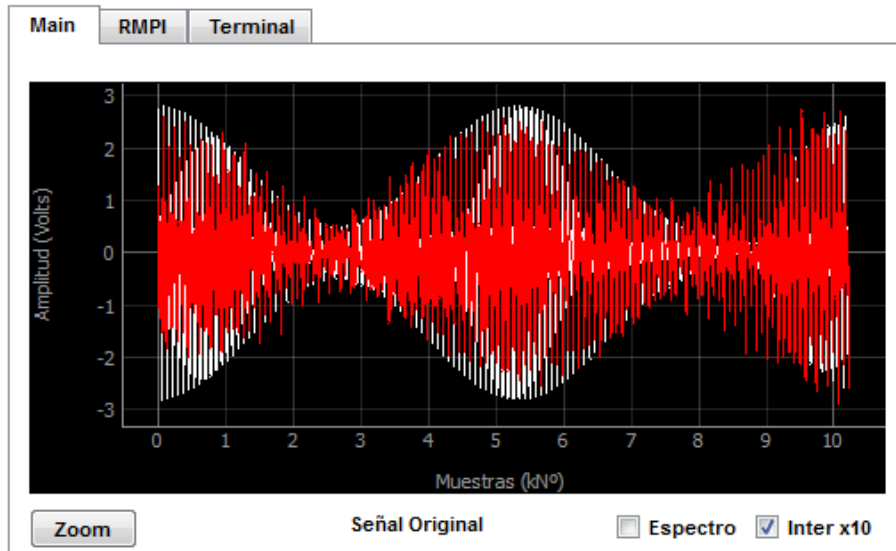 Main RMPI Terminal
3
2
1
0
-1
-2
-3
Amplitud (Volts)
0 1 2 3 4 5 6 7 8 9 10
Muestras (kNº)
Zoom Señal Original Espectro Inter x10